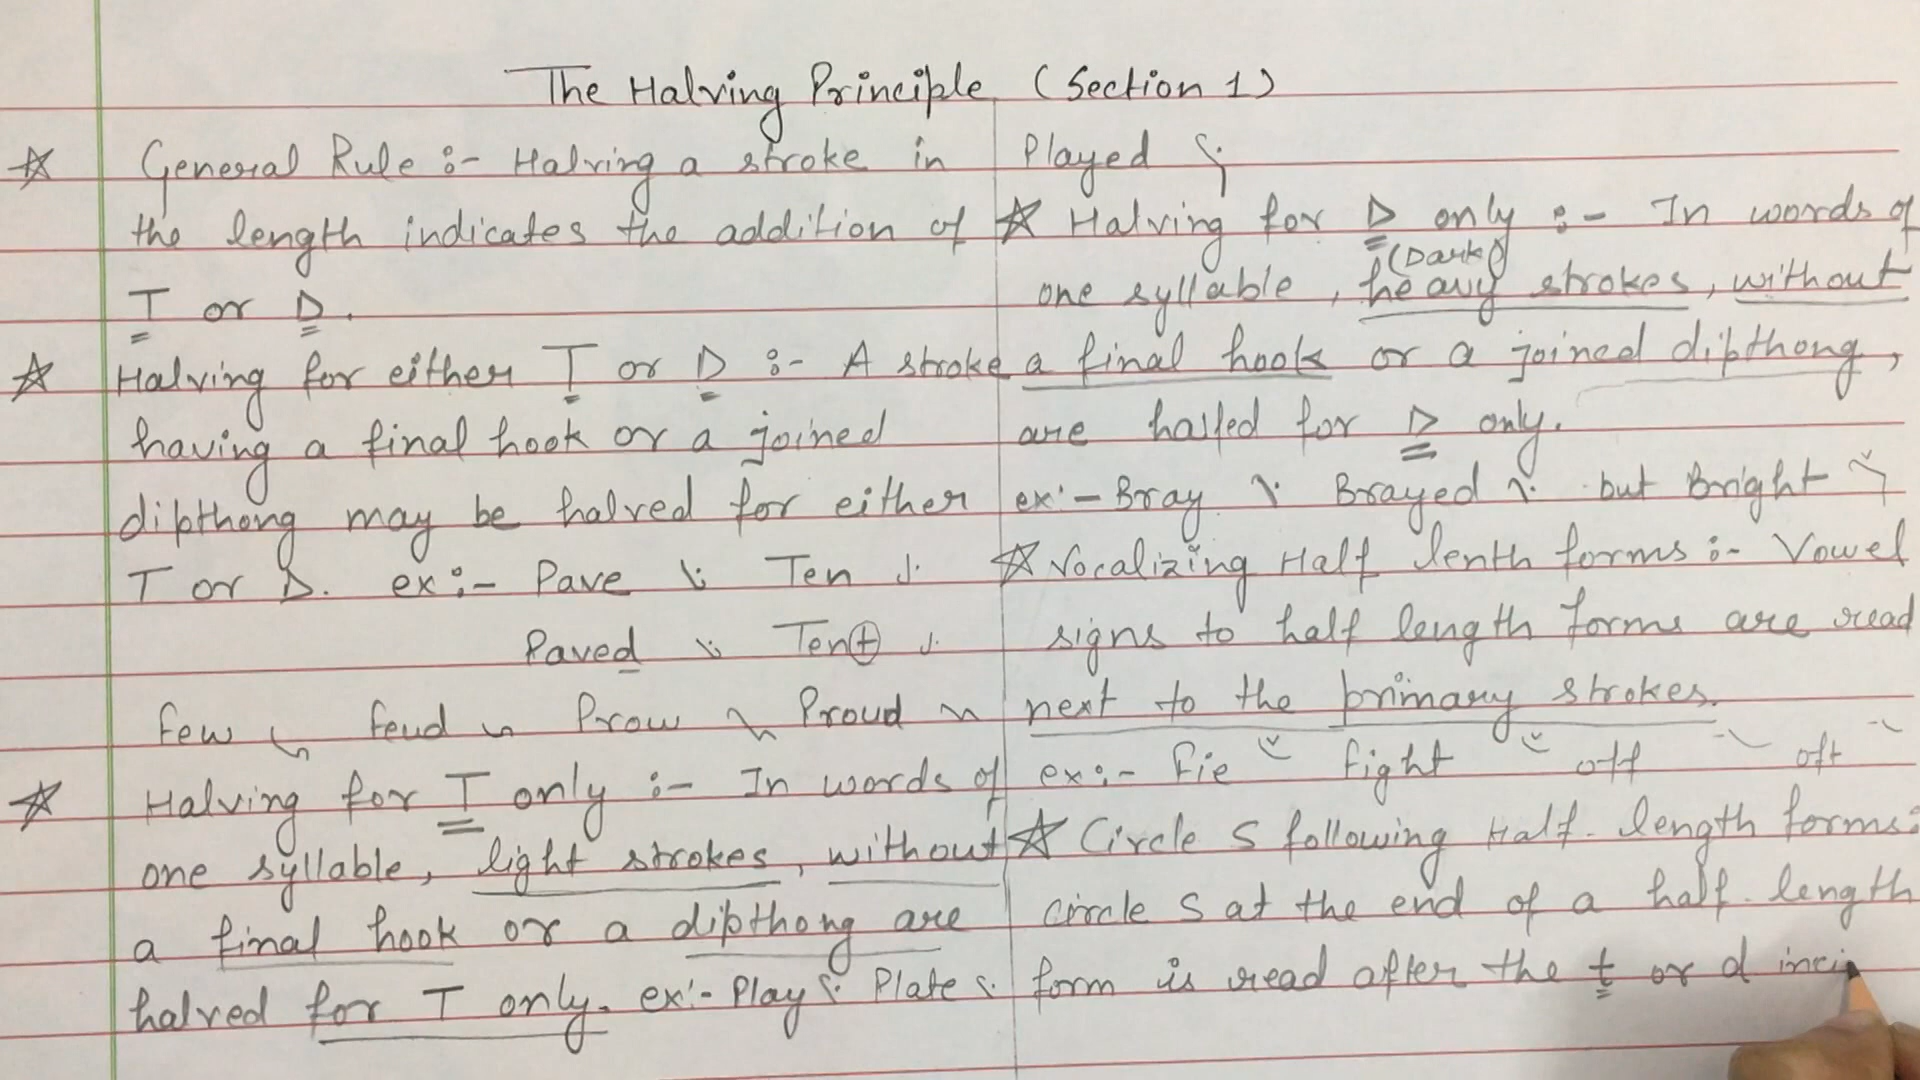 The Halving Principle (Section 1)
☆ General Rule :- Halving a stroke in
the length indicates the addition of
T or D.
☆ Halving for either T or D :- A stroke
having a final hook or a joined
dipthong may be halved for either
T or D. ex:- Pave Ten
Paved Tent
few feud Prow Proud
☆ Halving for T only :- In words of
one syllable, light strokes, without
a final hook or a dipthong are
halved for T only. ex:- Play Plate
Played
☆ Halving for D only :- In words of
(Dark)
one syllable, heavy strokes, without
a final hook or a joined dipthong,
are halfed for D only.
ex:- Bray Brayed but Bright
☆ Vocalizing Half lenth forms :- Vowel
signs to half length forms are read
next to the primary strokes.
ex:- Fie fight off oft
☆ Circle S following Half-length forms:
circle S at the end of a half-length
form is read after the t or d